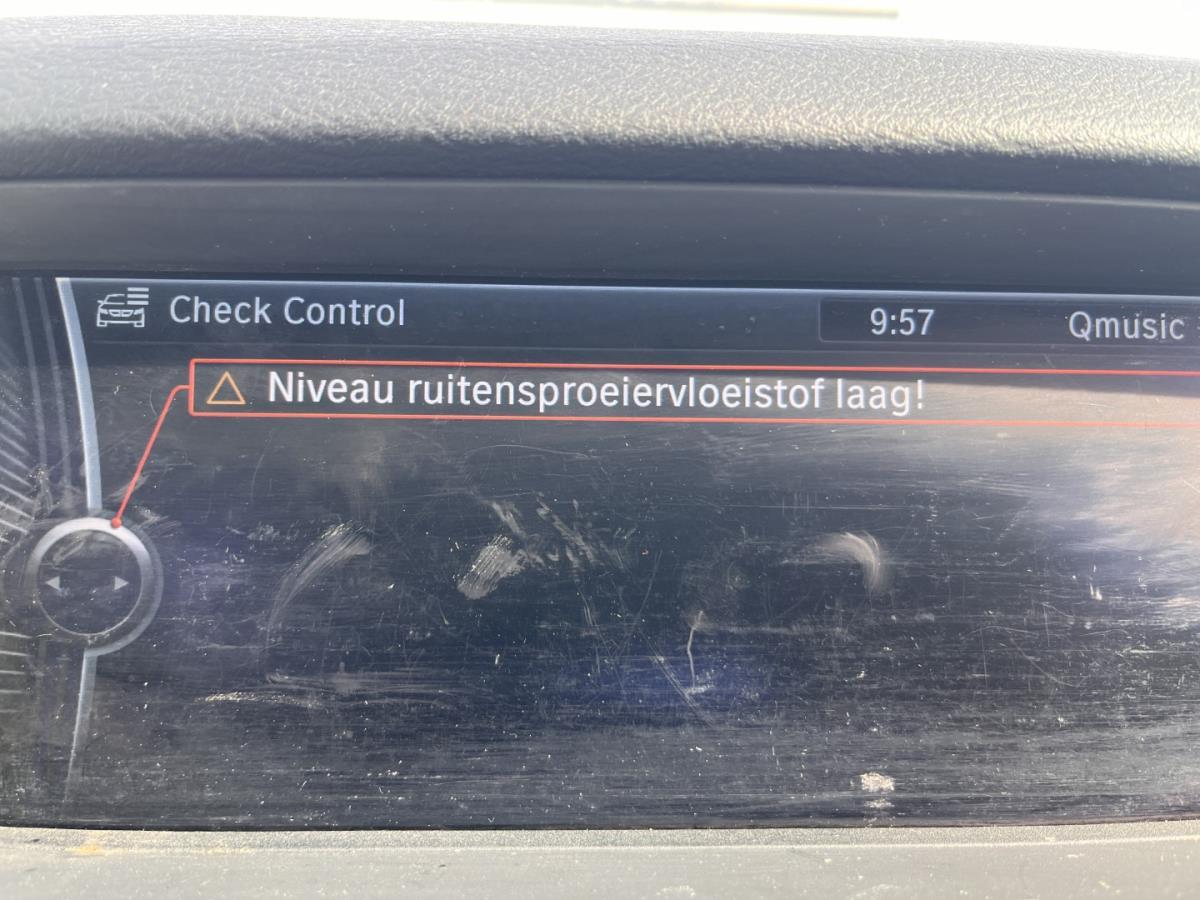 Check Control
9:57
Qmusic
Niveau ruitensproeiervloeistof laag!